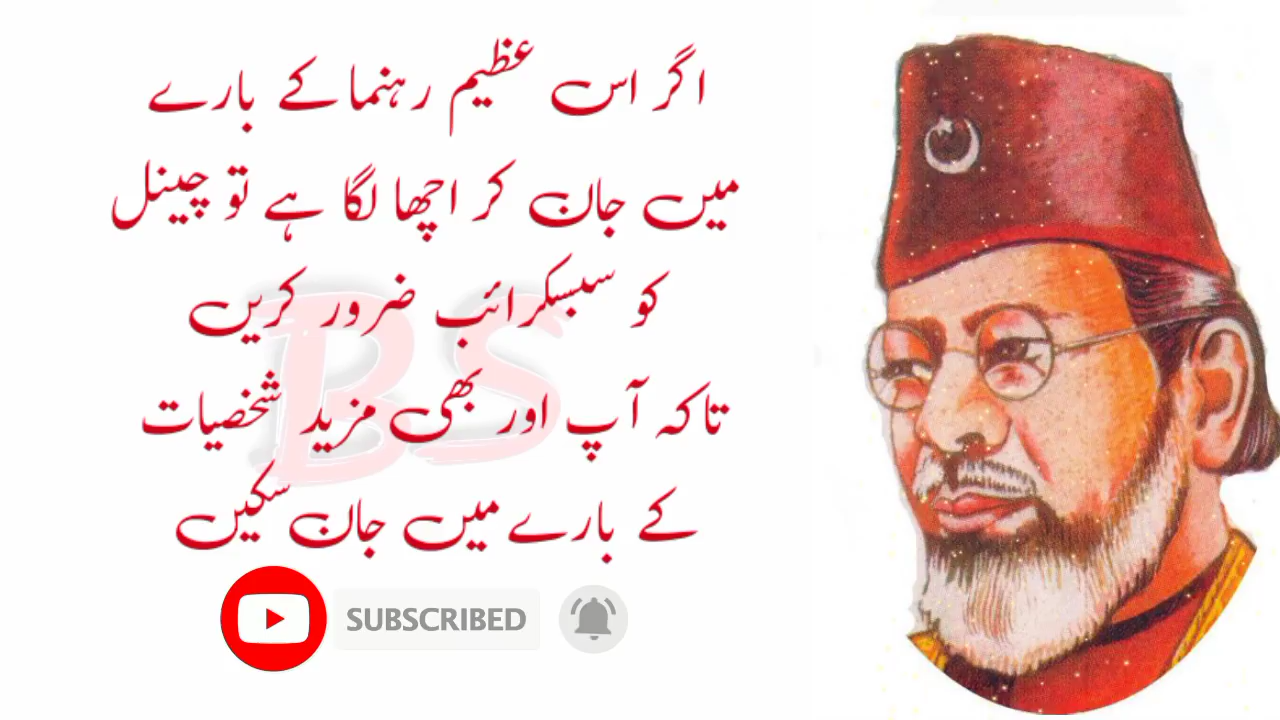 اگر اس عظیم رہنما کے بارے
میں جان کر اچھا لگا ہے تو چینل
کو سبسکرائب ضرور کریں
تاکہ آپ اور بھی مزید شخصیات
کے بارے میں جان سکیں
BS
SUBSCRIBED